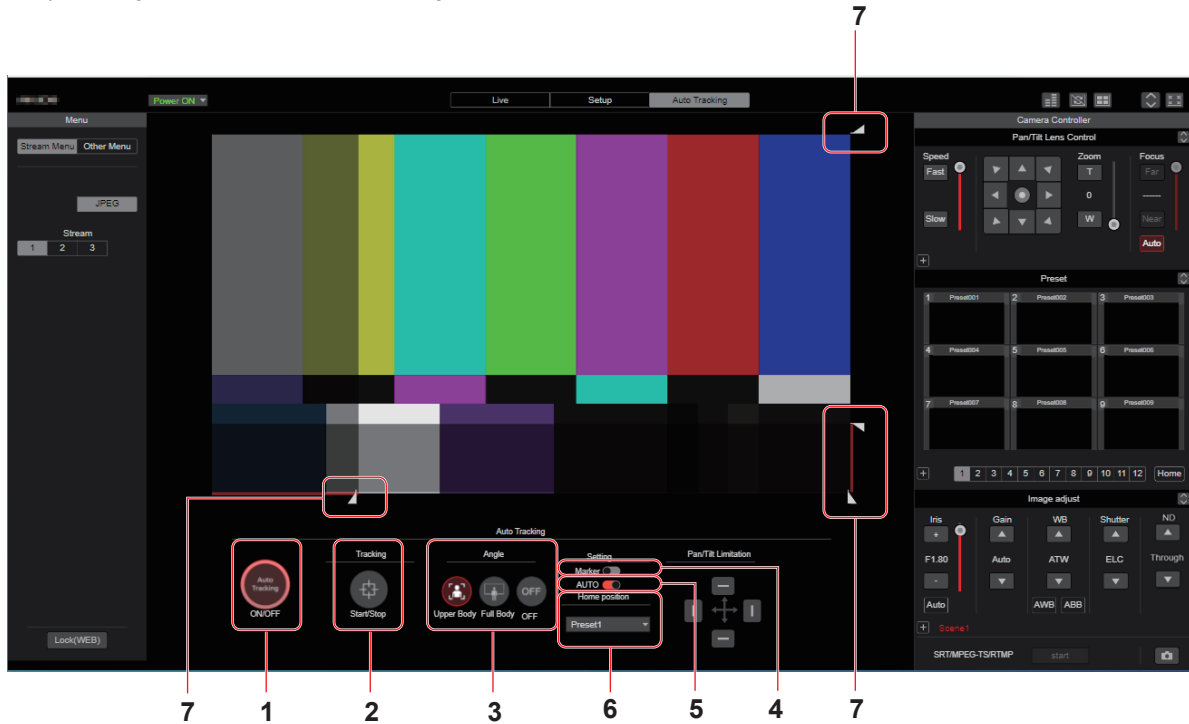 7
Power ON
Live
Setup
Auto Tracking
Menu
Camera Controller
Stream Menu
Other Menu
Pan/Tilt Lens Control
Speed
Zoom
Focus
Fast
T
Far
JPEG
0
-----
Stream
Slow
W
Near
1 2 3
Auto
+
Preset
1 Preset001
2 Preset002
3 Preset003
4 Preset004
5 Preset005
6 Preset006
7 Preset007
8 Preset008
9 Preset009
+ 1 2 3 4 5 6 7 8 9 10 11 12 Home
Image adjust
Iris
Gain
WB
Shutter
ND
+
F1.80
Auto
ATW
ELC
Through
-
Auto
AWB
ABB
+ Scene1
SRT/MPEG-TS/RTMP
start
Auto Tracking
Tracking
Angle
Setting
Pan/Tilt Limitation
Marker
AUTO
Auto
Tracking
OFF
Home position
ON/OFF
Start/Stop
Upper Body
Full Body
OFF
Preset1
Lock(WEB)
7 1 2 3 6 5 4 7